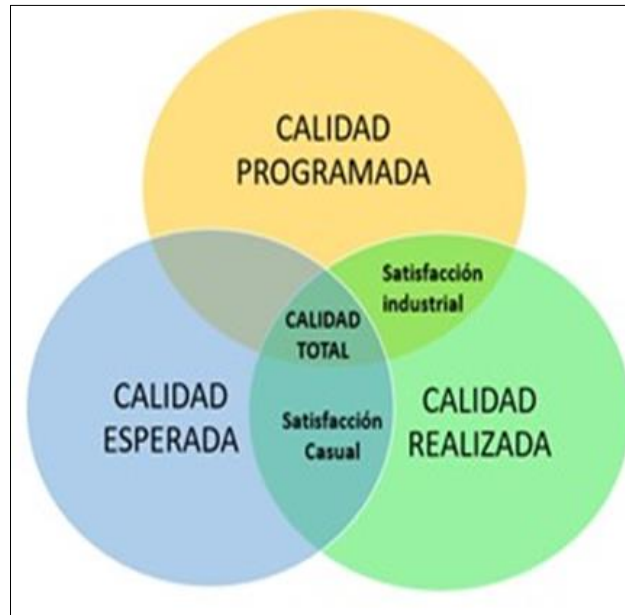 CALIDAD
PROGRAMADA
Satisfacción
industrial
CALIDAD
TOTAL
CALIDAD
ESPERADA
Satisfacción
Casual
CALIDAD
REALIZADA